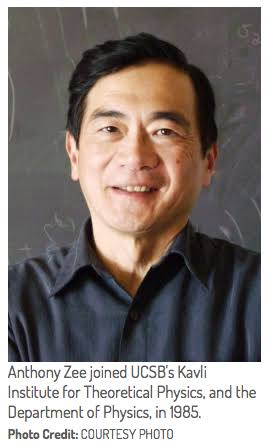 Anthony Zee joined UCSB's Kavli
Institute for Theoretical Physics, and the
Department of Physics, in 1985.
Photo Credit: COURTESY PHOTO